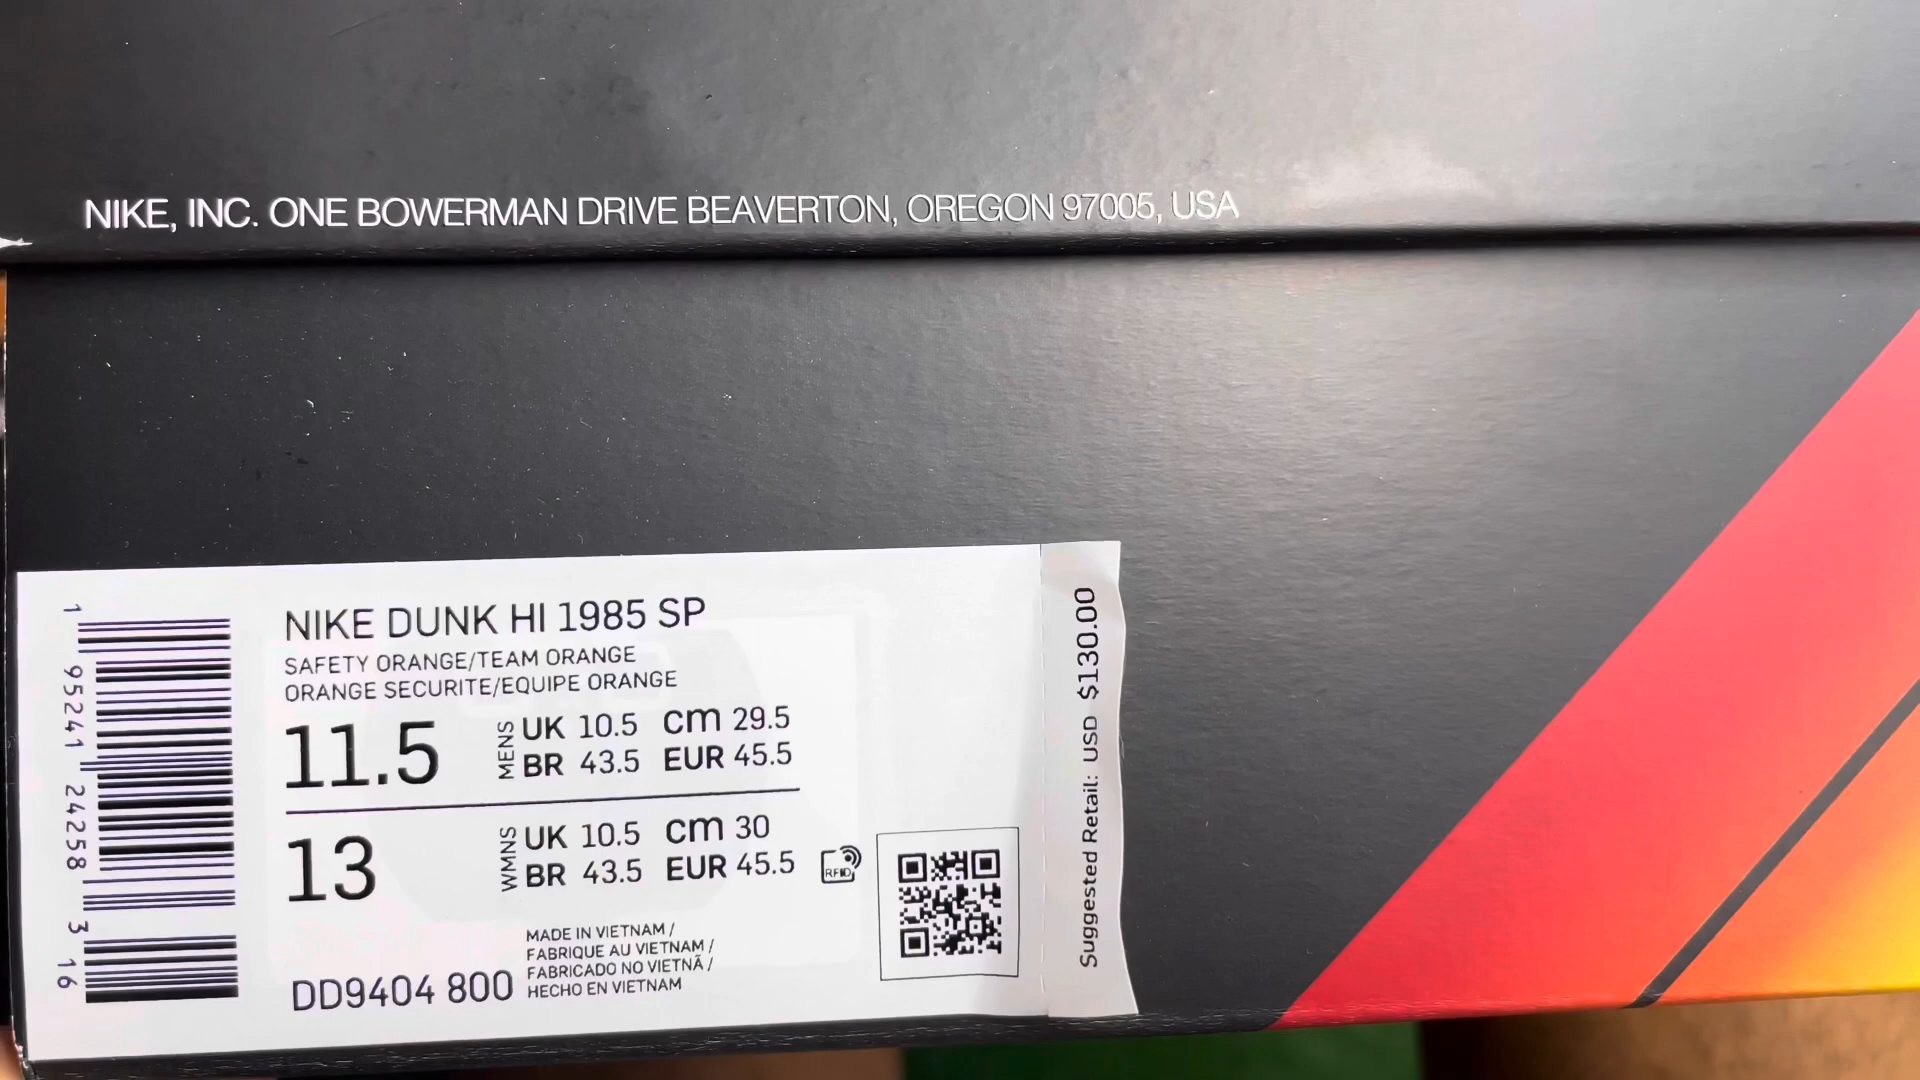 NIKE, INC. ONE BOWERMAN DRIVE BEAVERTON, OREGON 97005, USA
NIKE DUNK HI 1985 SP
SAFETY ORANGE/TEAM ORANGE
ORANGE SECURITE/EQUIPE ORANGE
11.5 MENS UK 10.5 cm 29.5
BR 43.5 EUR 45.5
13 WMNS UK 10.5 cm 30
BR 43.5 EUR 45.5
RFID
DD9404 800
MADE IN VIETNAM /
FABRIQUE AU VIETNAM /
FABRICADO NO VIETNÃ /
HECHO EN VIETNAM
1 95241 24258 3 16
Suggested Retail: USD $130.00